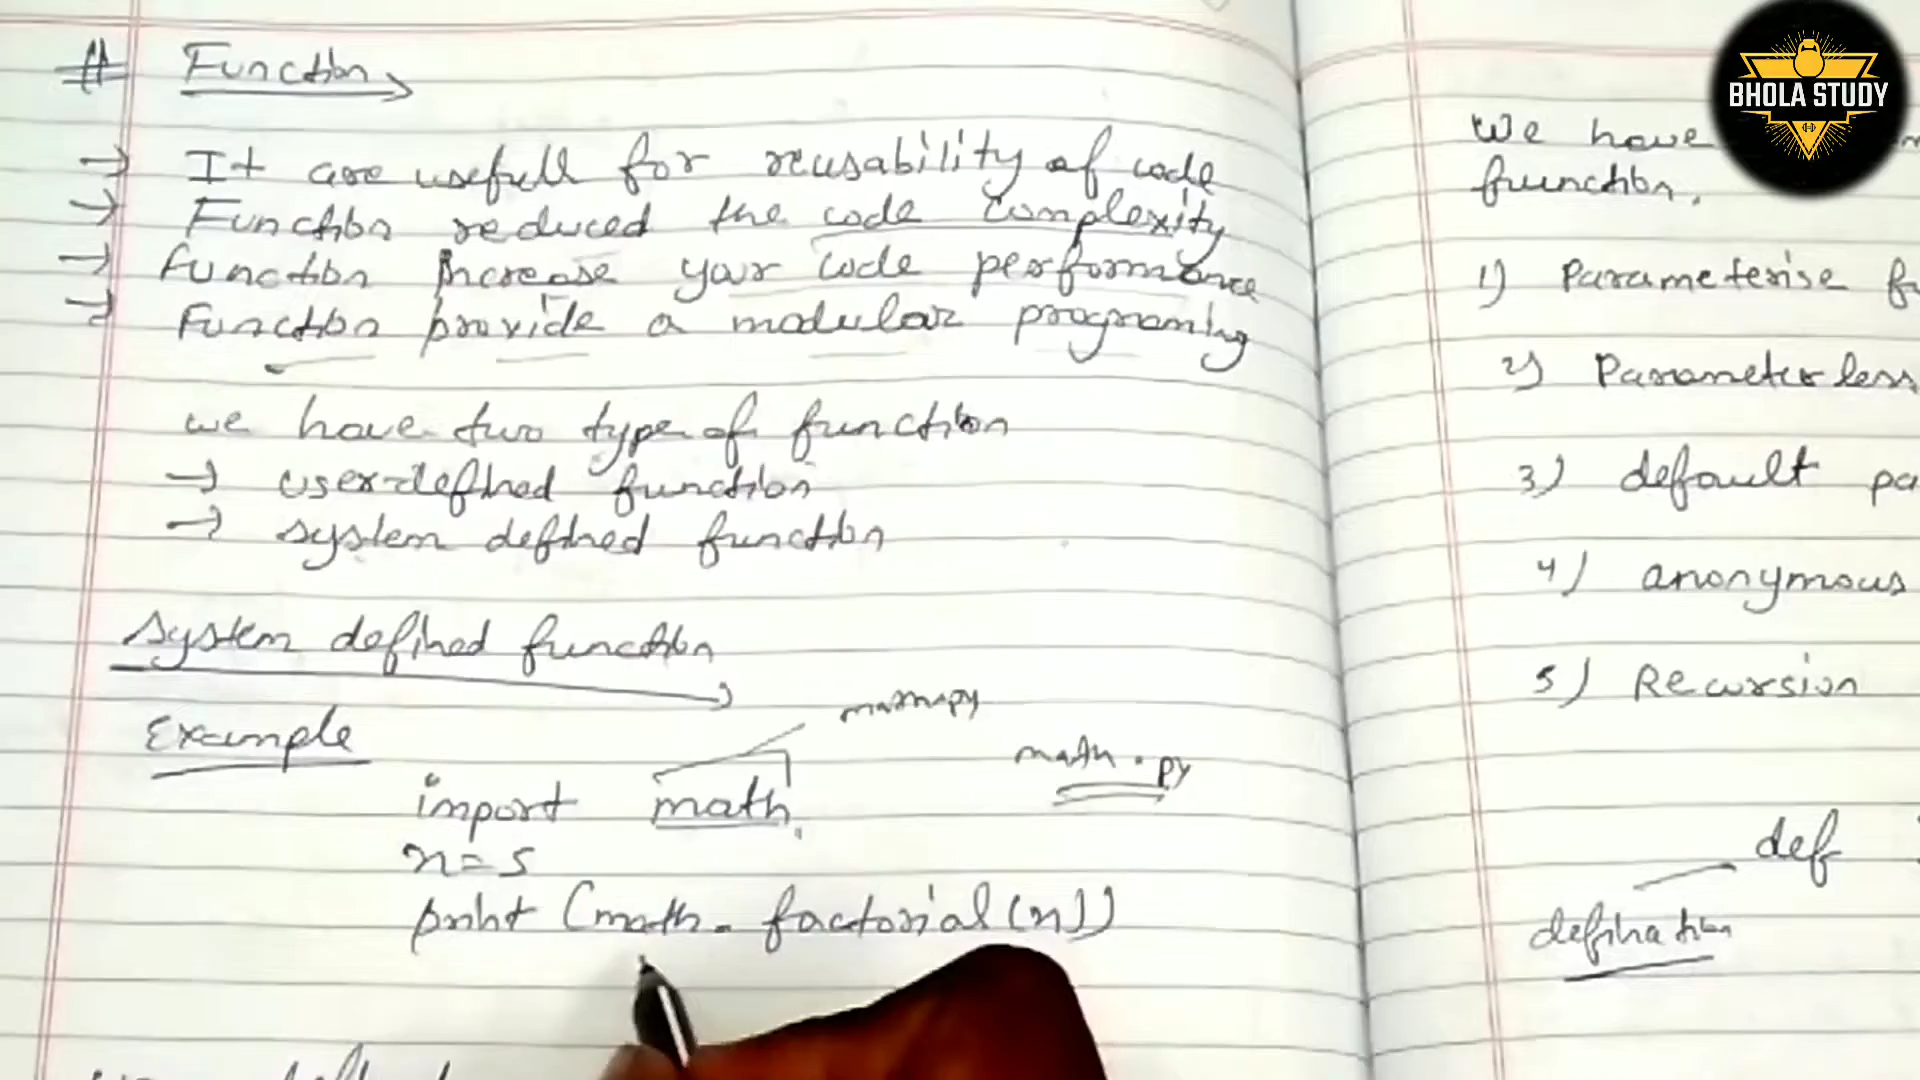 # Function
→ It are usefull for reusability of code
→ Function reduced the code complexity
→ function increase your code performance
→ Function provide a modular programing
we have two type of function
→ user-defined function
→ system defined function
system defined function
Example
math.py
import math
n=5
print (math. factorial(n))
BHOLA STUDY
We have
function.
1) Parameterise
2) Parameter less
3) default
4) anonymous
5) Recursion
def
defination